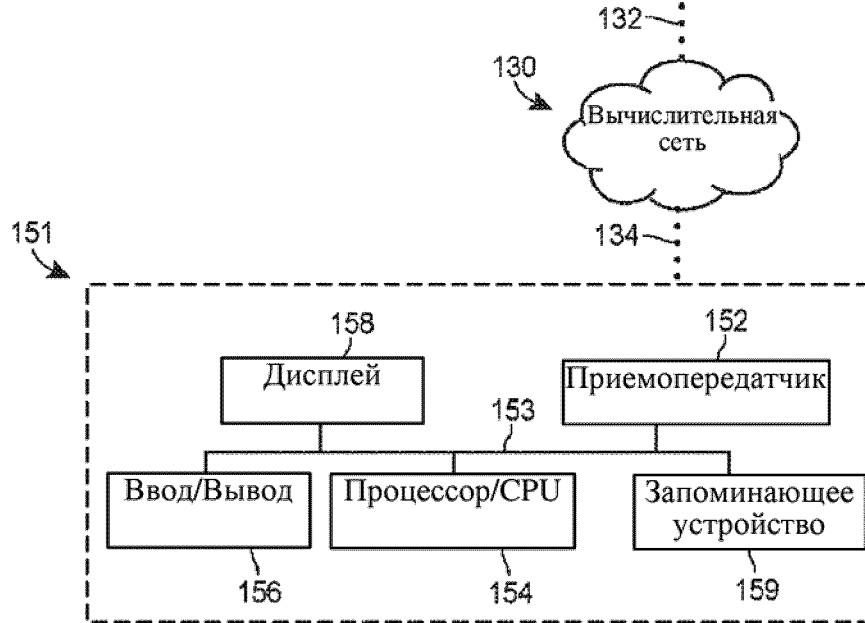 132
130
Вычислительная
сеть
134
151
158
152
Дисплей
Приемопередатчик
153
Ввод/Вывод
Процессор/CPU
Запоминающее
устройство
156
154
159